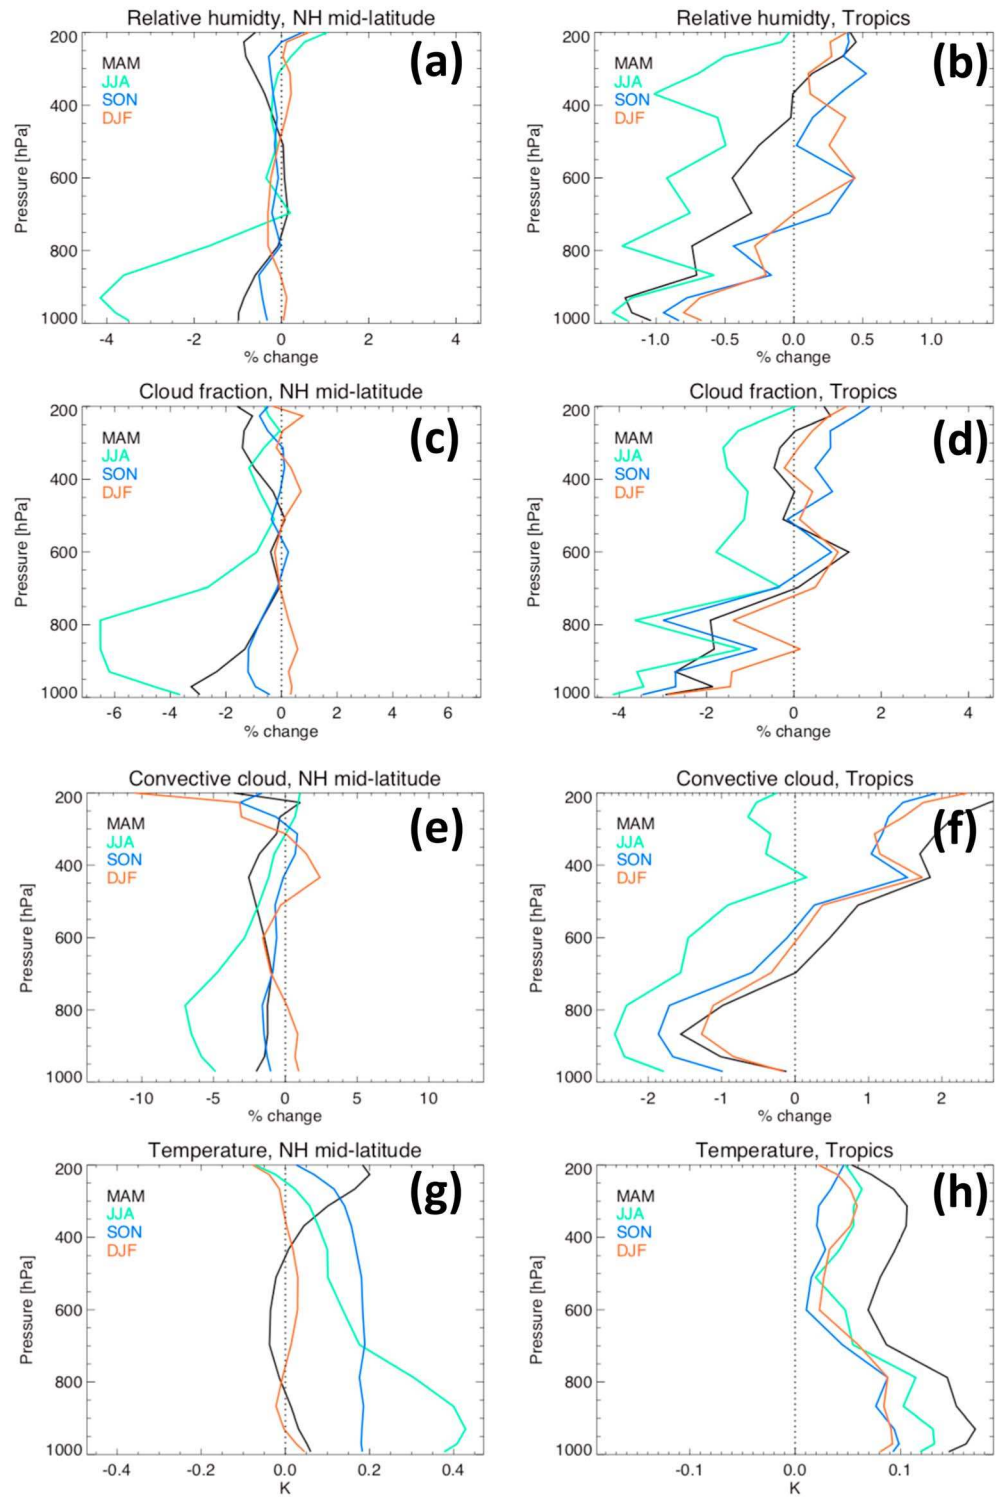 Relative humidity, NH mid-latitude
200
400
600
800
1000
Pressure [hPa]
MAM
JJA
SON
DJF
(a)
-4
-2
0
2
4
% change
Relative humidity, Tropics
200
400
600
800
1000
Pressure [hPa]
MAM
JJA
SON
DJF
(b)
-1.0
-0.5
0.0
0.5
1.0
% change
Cloud fraction, NH mid-latitude
200
400
600
800
1000
Pressure [hPa]
MAM
JJA
SON
DJF
(c)
-6
-4
-2
0
2
4
6
% change
Cloud fraction, Tropics
200
400
600
800
1000
Pressure [hPa]
MAM
JJA
SON
DJF
(d)
-4
-2
0
2
4
% change
Convective cloud, NH mid-latitude
200
400
600
800
1000
Pressure [hPa]
MAM
JJA
SON
DJF
(e)
-10
-5
0
5
10
% change
Convective cloud, Tropics
200
400
600
800
1000
Pressure [hPa]
MAM
JJA
SON
DJF
(f)
-2
-1
0
1
2
% change
Temperature, NH mid-latitude
200
400
600
800
1000
Pressure [hPa]
MAM
JJA
SON
DJF
(g)
-0.4
-0.2
0.0
0.2
0.4
K
Temperature, Tropics
200
400
600
800
1000
Pressure [hPa]
MAM
JJA
SON
DJF
(h)
-0.1
0.0
0.1
K